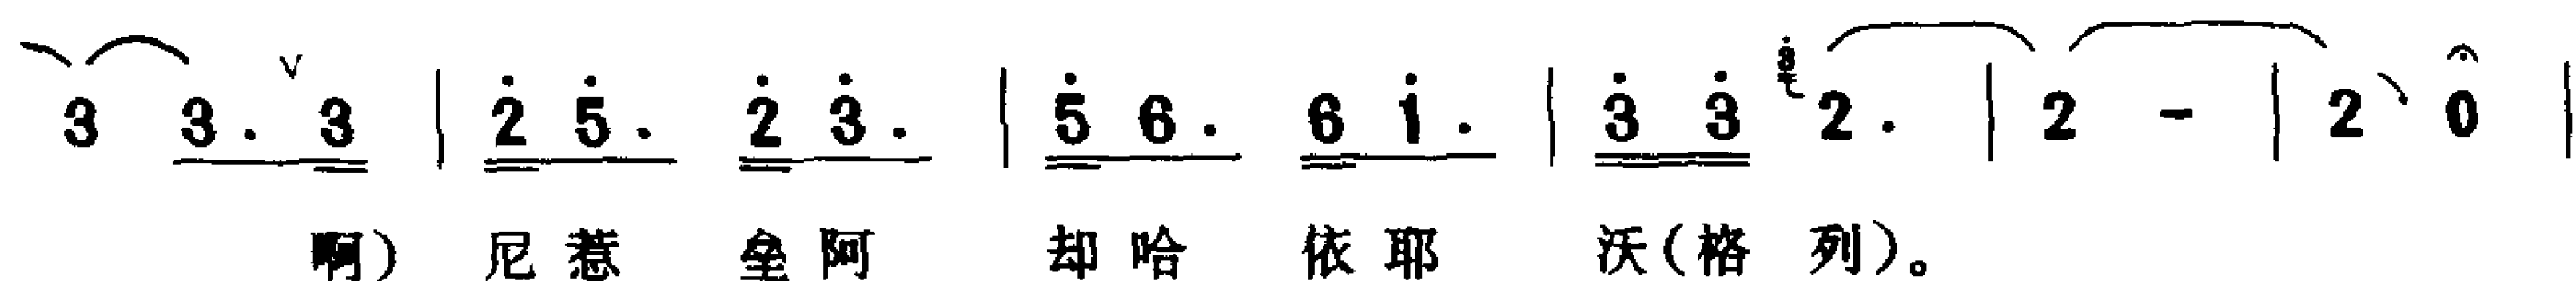 3 3. 3 | 2̇ 5̇. 2̇ 3̇. | 5̇ 6. 6 i. | 3̇ 3̇ 2. | 2 - | 2 0 |
啊）尼惹 垒阿 却哈 依耶 沃（格 列）。